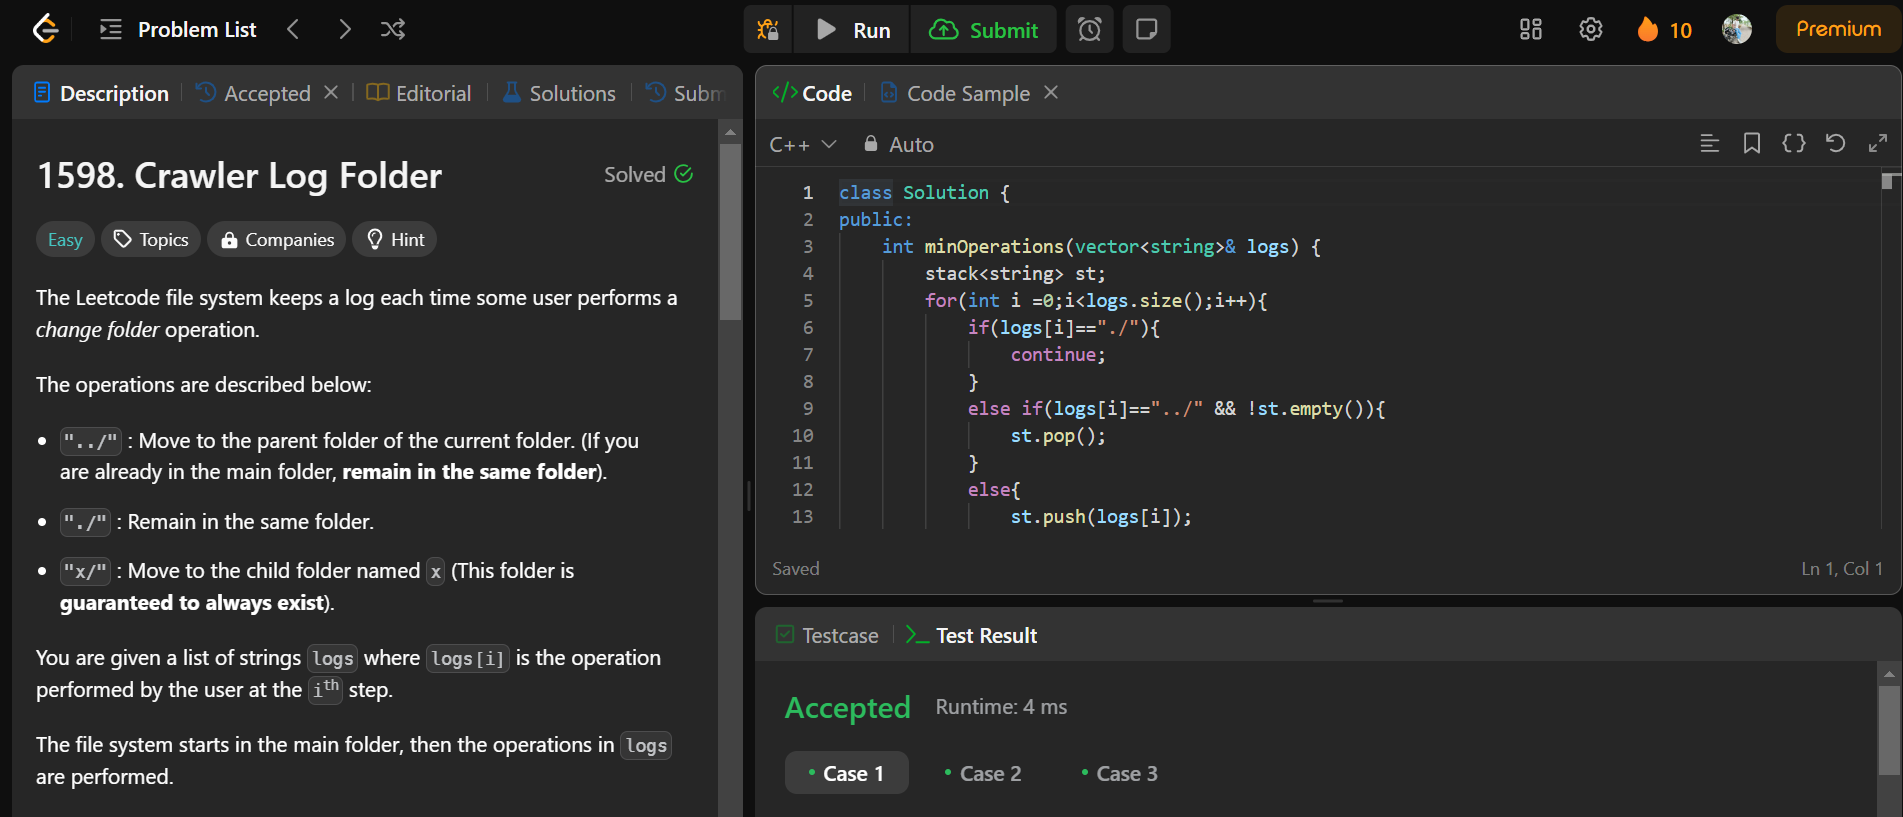 Problem List
Run
Submit
10
Premium
Description
Accepted
Editorial
Solutions
Subm
1598. Crawler Log Folder
Solved
Easy
Topics
Companies
Hint
The Leetcode file system keeps a log each time some user performs a
change folder operation.
The operations are described below:
• "../" : Move to the parent folder of the current folder. (If you
are already in the main folder, remain in the same folder).
• "./" : Remain in the same folder.
• "x/" : Move to the child folder named x (This folder is
guaranteed to always exist).
You are given a list of strings logs where logs[i] is the operation
performed by the user at the ith step.
The file system starts in the main folder, then the operations in logs
are performed.
</> Code
Code Sample
C++
Auto
1 class Solution {
2 public:
3     int minOperations(vector<string>& logs) {
4         stack<string> st;
5         for(int i =0;i<logs.size();i++){
6             if(logs[i]=="./"){
7                 continue;
8             }
9             else if(logs[i]=="../" && !st.empty()){
10                 st.pop();
11             }
12             else{
13                 st.push(logs[i]);
Saved
Ln 1, Col 1
Testcase
Test Result
Accepted
Runtime: 4 ms
• Case 1
• Case 2
• Case 3